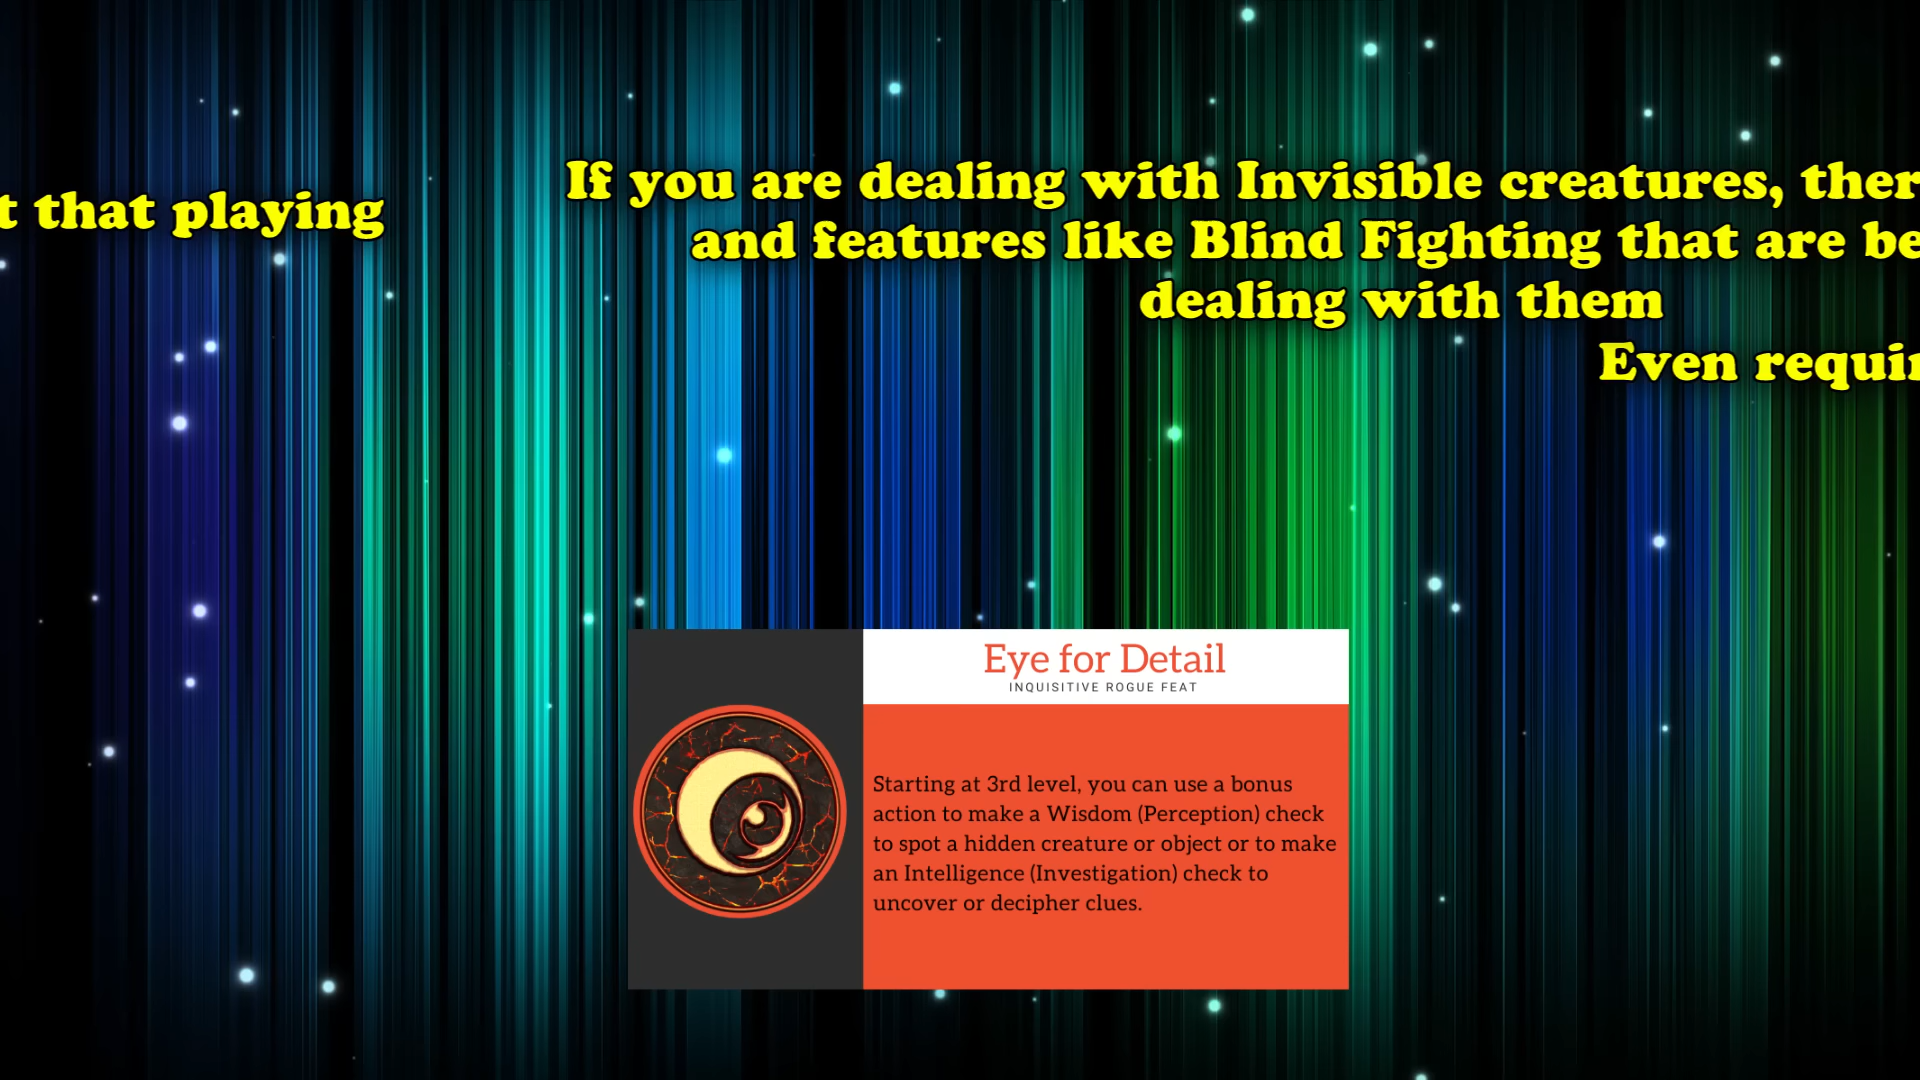 t that playing
If you are dealing with Invisible creatures, ther
and features like Blind Fighting that are be
dealing with them
Even requir
Eye for Detail
INQUISITIVE ROGUE FEAT
Starting at 3rd level, you can use a bonus
action to make a Wisdom (Perception) check
to spot a hidden creature or object or to make
an Intelligence (Investigation) check to
uncover or decipher clues.